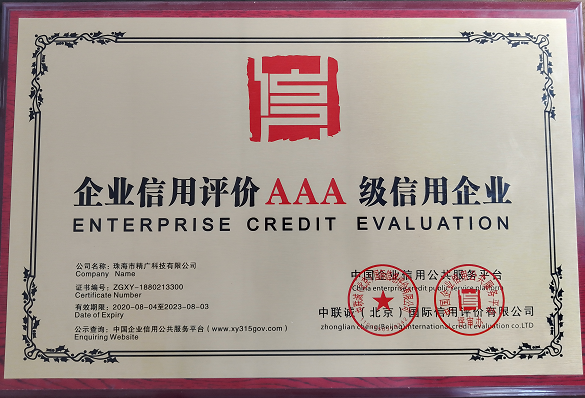 企业信用评价AAA级信用企业
ENTERPRISE CREDIT EVALUATION
公司名称：珠海市精广科技有限公司
Company Name
证书编号：ZGXY-1880213300
Certificate Number
有效期限：2020-08-04至2023-08-03
Date of Expiry
公示查询：中国企业信用公共服务平台（www.xy315gov.com）
Enquiring Website
中国企业信用公共服务平台
China enterprise credit public service platform
中联诚（北京）国际信用评价有限公司
zhonglian cheng(Beijing)international credit evaluation co.LTD